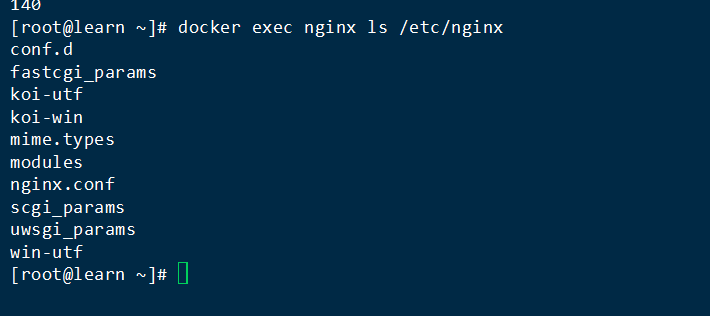 140
[root@learn ~]# docker exec nginx ls /etc/nginx
conf.d
fastcgi_params
koi-utf
koi-win
mime.types
modules
nginx.conf
scgi_params
uwsgi_params
win-utf
[root@learn ~]#